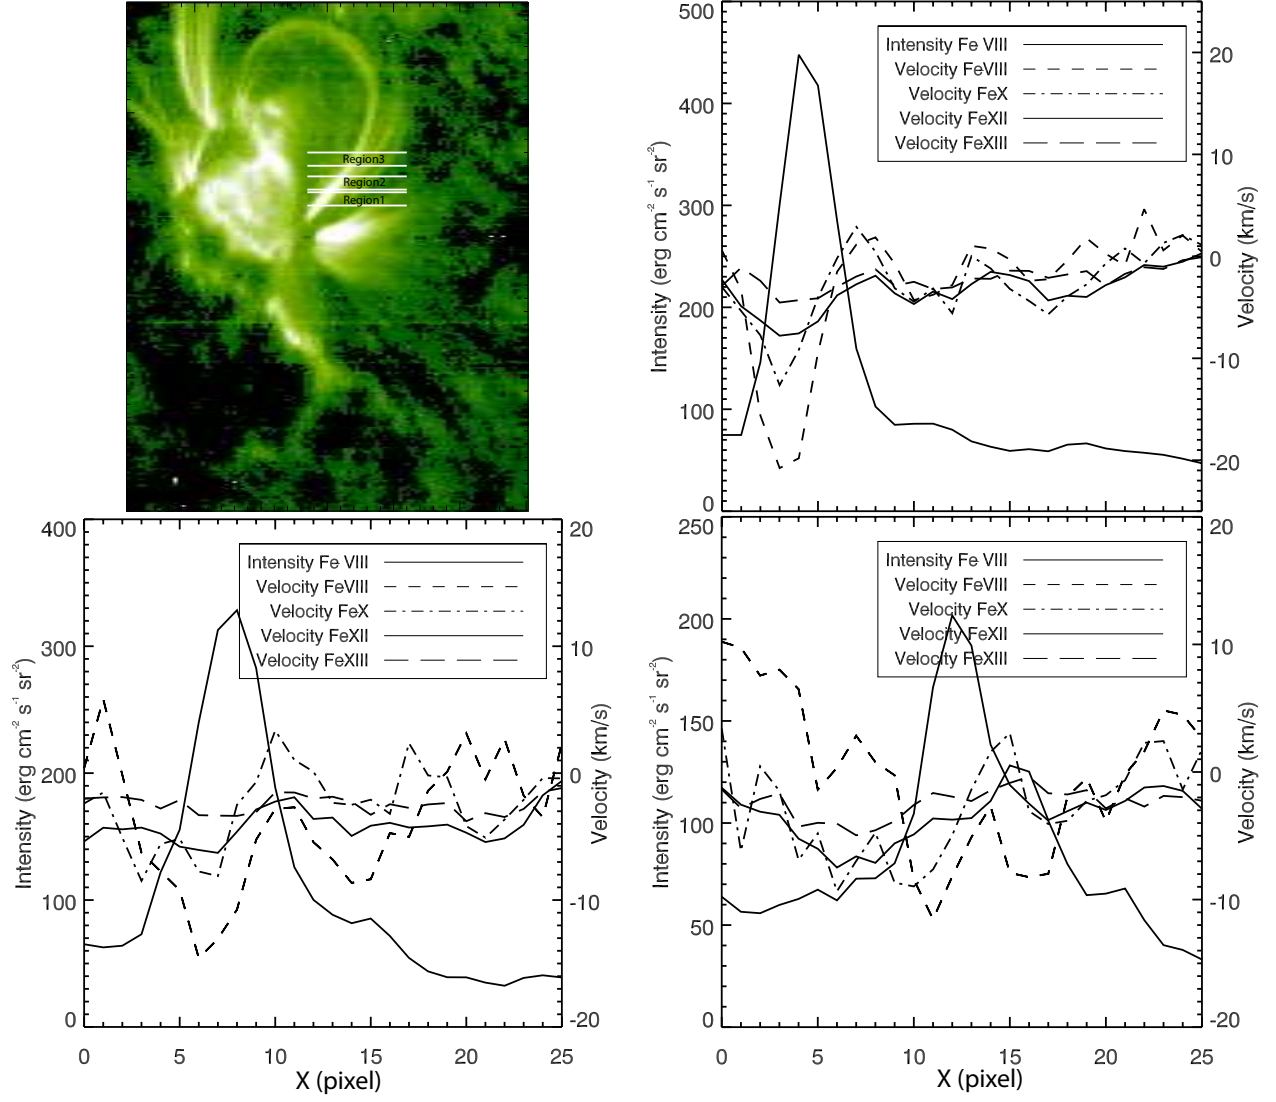 Region3
Region2
Region1
500
400
300
200
100
0
Intensity (erg cm⁻² s⁻¹ sr⁻²)
Intensity Fe VIII
Velocity FeVIII
Velocity FeX
Velocity FeXII
Velocity FeXIII
20
10
0
-10
-20
Velocity (km/s)
400
300
200
100
0
Intensity (erg cm⁻² s⁻¹ sr⁻²)
Intensity Fe VIII
Velocity FeVIII
Velocity FeX
Velocity FeXII
Velocity FeXIII
20
10
0
-10
-20
Velocity (km/s)
0 5 10 15 20 25
X (pixel)
250
200
150
100
50
0
Intensity (erg cm⁻² s⁻¹ sr⁻²)
Intensity Fe VIII
Velocity FeVIII
Velocity FeX
Velocity FeXII
Velocity FeXIII
20
10
0
-10
-20
Velocity (km/s)
0 5 10 15 20 25
X (pixel)